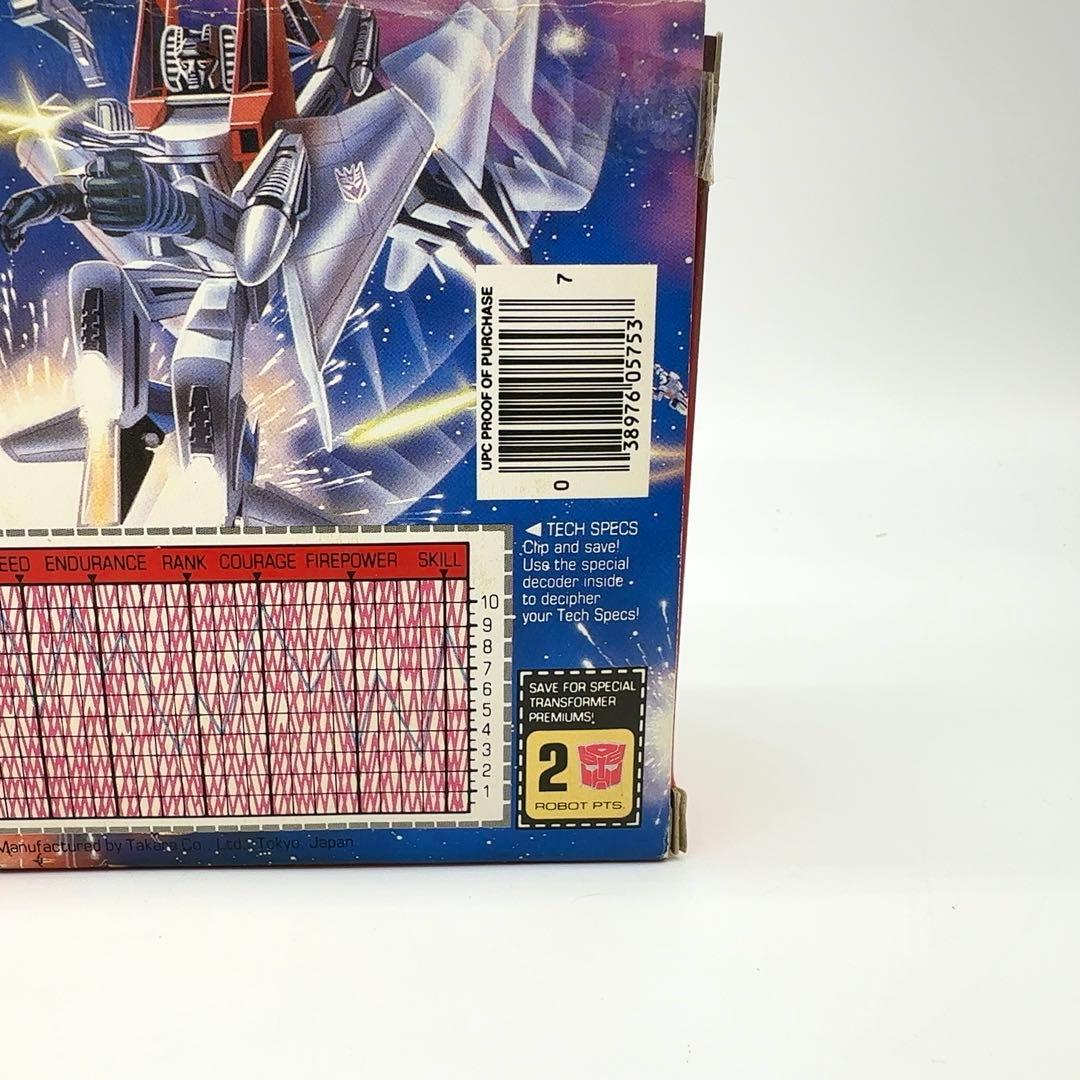 UPC PROOF OF PURCHASE
0 38976 05753 7
◀ TECH SPECS
Clip and save!
Use the special
decoder inside
to decipher
your Tech Specs!
EED ENDURANCE RANK COURAGE FIREPOWER SKILL
10
9
8
7
6
5
4
3
2
1
SAVE FOR SPECIAL
TRANSFORMER
PREMIUMS!
2
ROBOT PTS.
Manufactured by Takara Co., Ltd., Tokyo, Japan